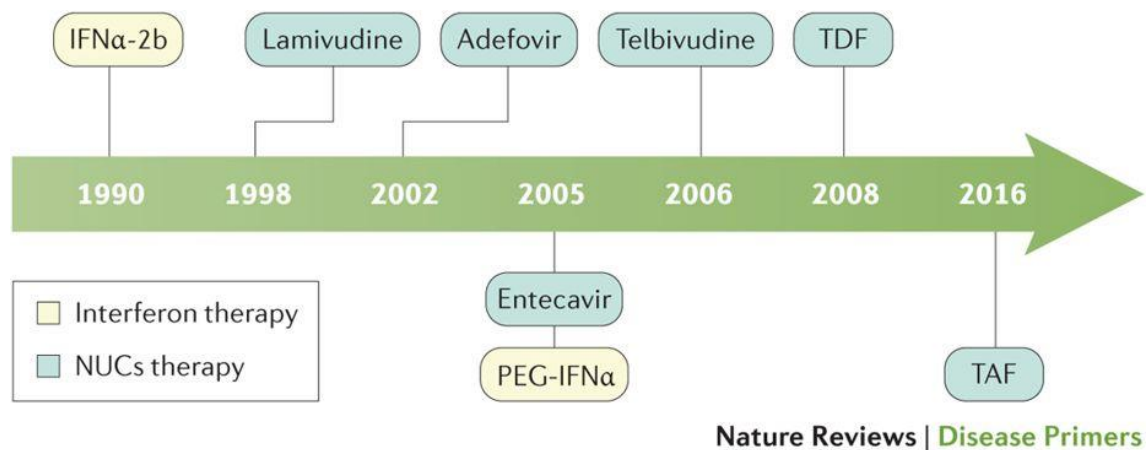 IFNα-2b
Lamivudine
Adefovir
Telbivudine
TDF
1990
1998
2002
2005
2006
2008
2016
Entecavir
PEG-IFNα
TAF
Interferon therapy
NUCs therapy
Nature Reviews | Disease Primers